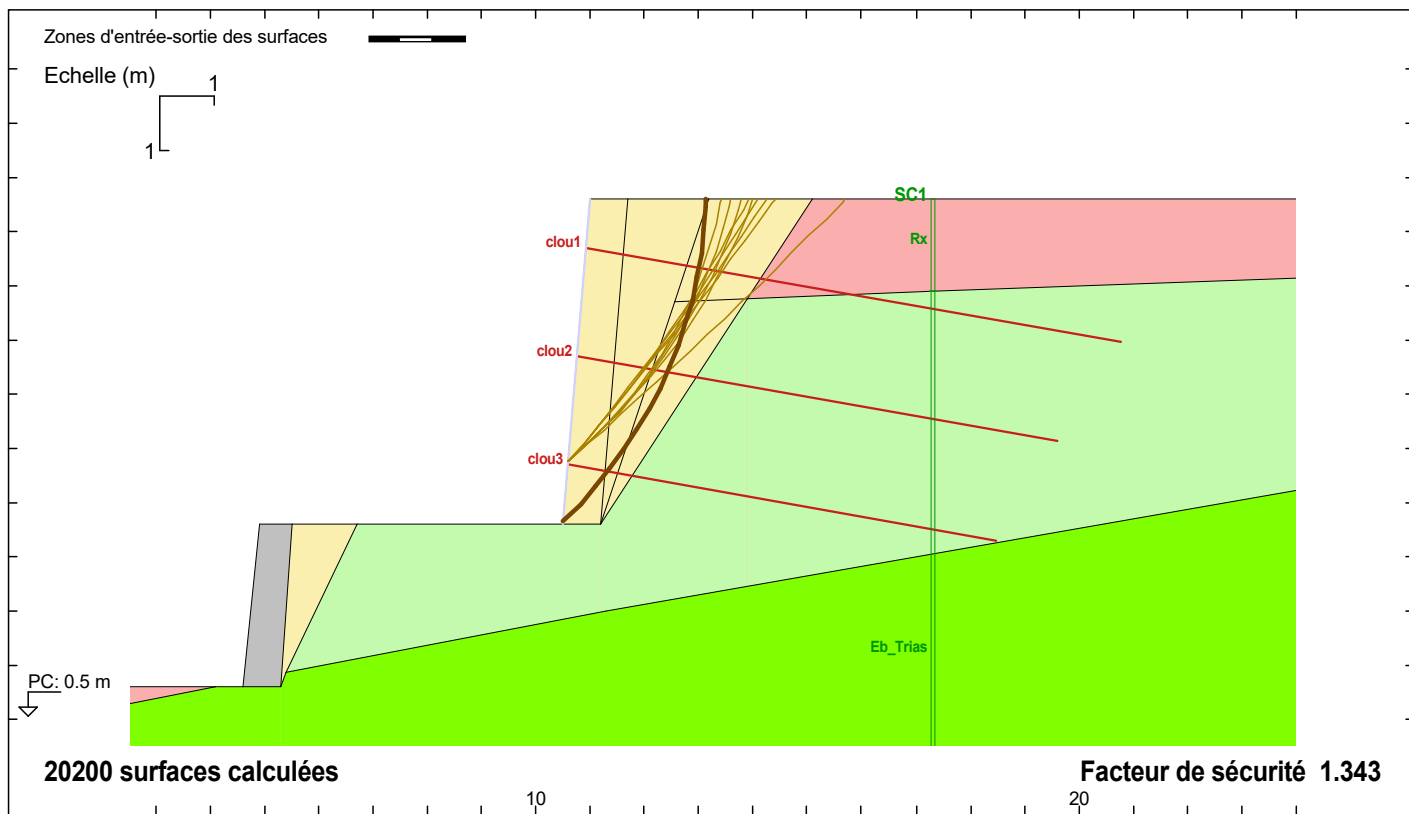 Zones d'entrée-sortie des surfaces
Echelle (m)
1
1
SC1
clou1
Rx
clou2
clou3
Eb_Trias
PC: 0.5 m
20200 surfaces calculées
Facteur de sécurité 1.343
10
20